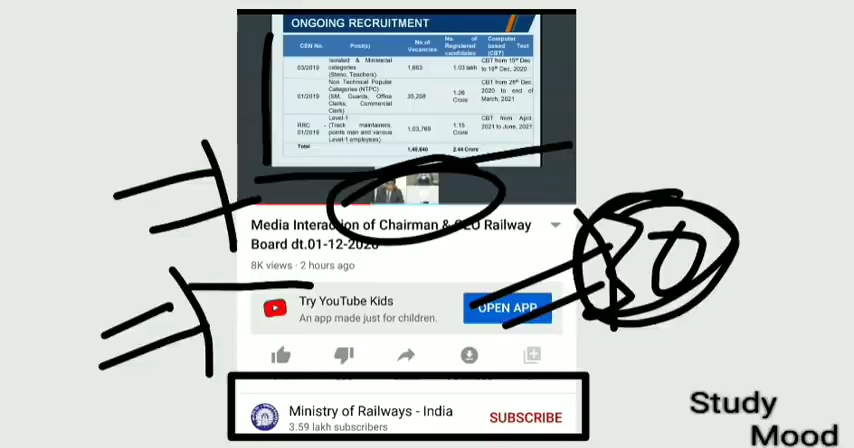 ONGOING RECRUITMENT
CEN No. Post(s) No of Vacancies No. of Registered candidates Computer based Test (CBT)
03/2019 Isolated & Ministerial categories (Steno, Teachers) 1,663 1.03 lakh CBT from 15th Dec to 18th Dec, 2020
01/2019 Non Technical Popular Categories (NTPC) (SM, Guards, Office Clerks, Commercial Clerk) 35,208 1.26 Crore CBT from 28th Dec 2020 to end of March, 2021
RRC - 01/2019 Level-1 (Track maintainers, points man and various Level-1 employees) 1,03,769 1.15 Crore CBT from April 2021 to June, 2021
Total 1,40,640 2.44 Crore
Media Interaction of Chairman & CEO Railway
Board dt.01-12-2020
8K views · 2 hours ago
Try YouTube Kids
An app made just for children.
OPEN APP
Ministry of Railways - India
3.59 lakh subscribers
SUBSCRIBE
Study
Mood